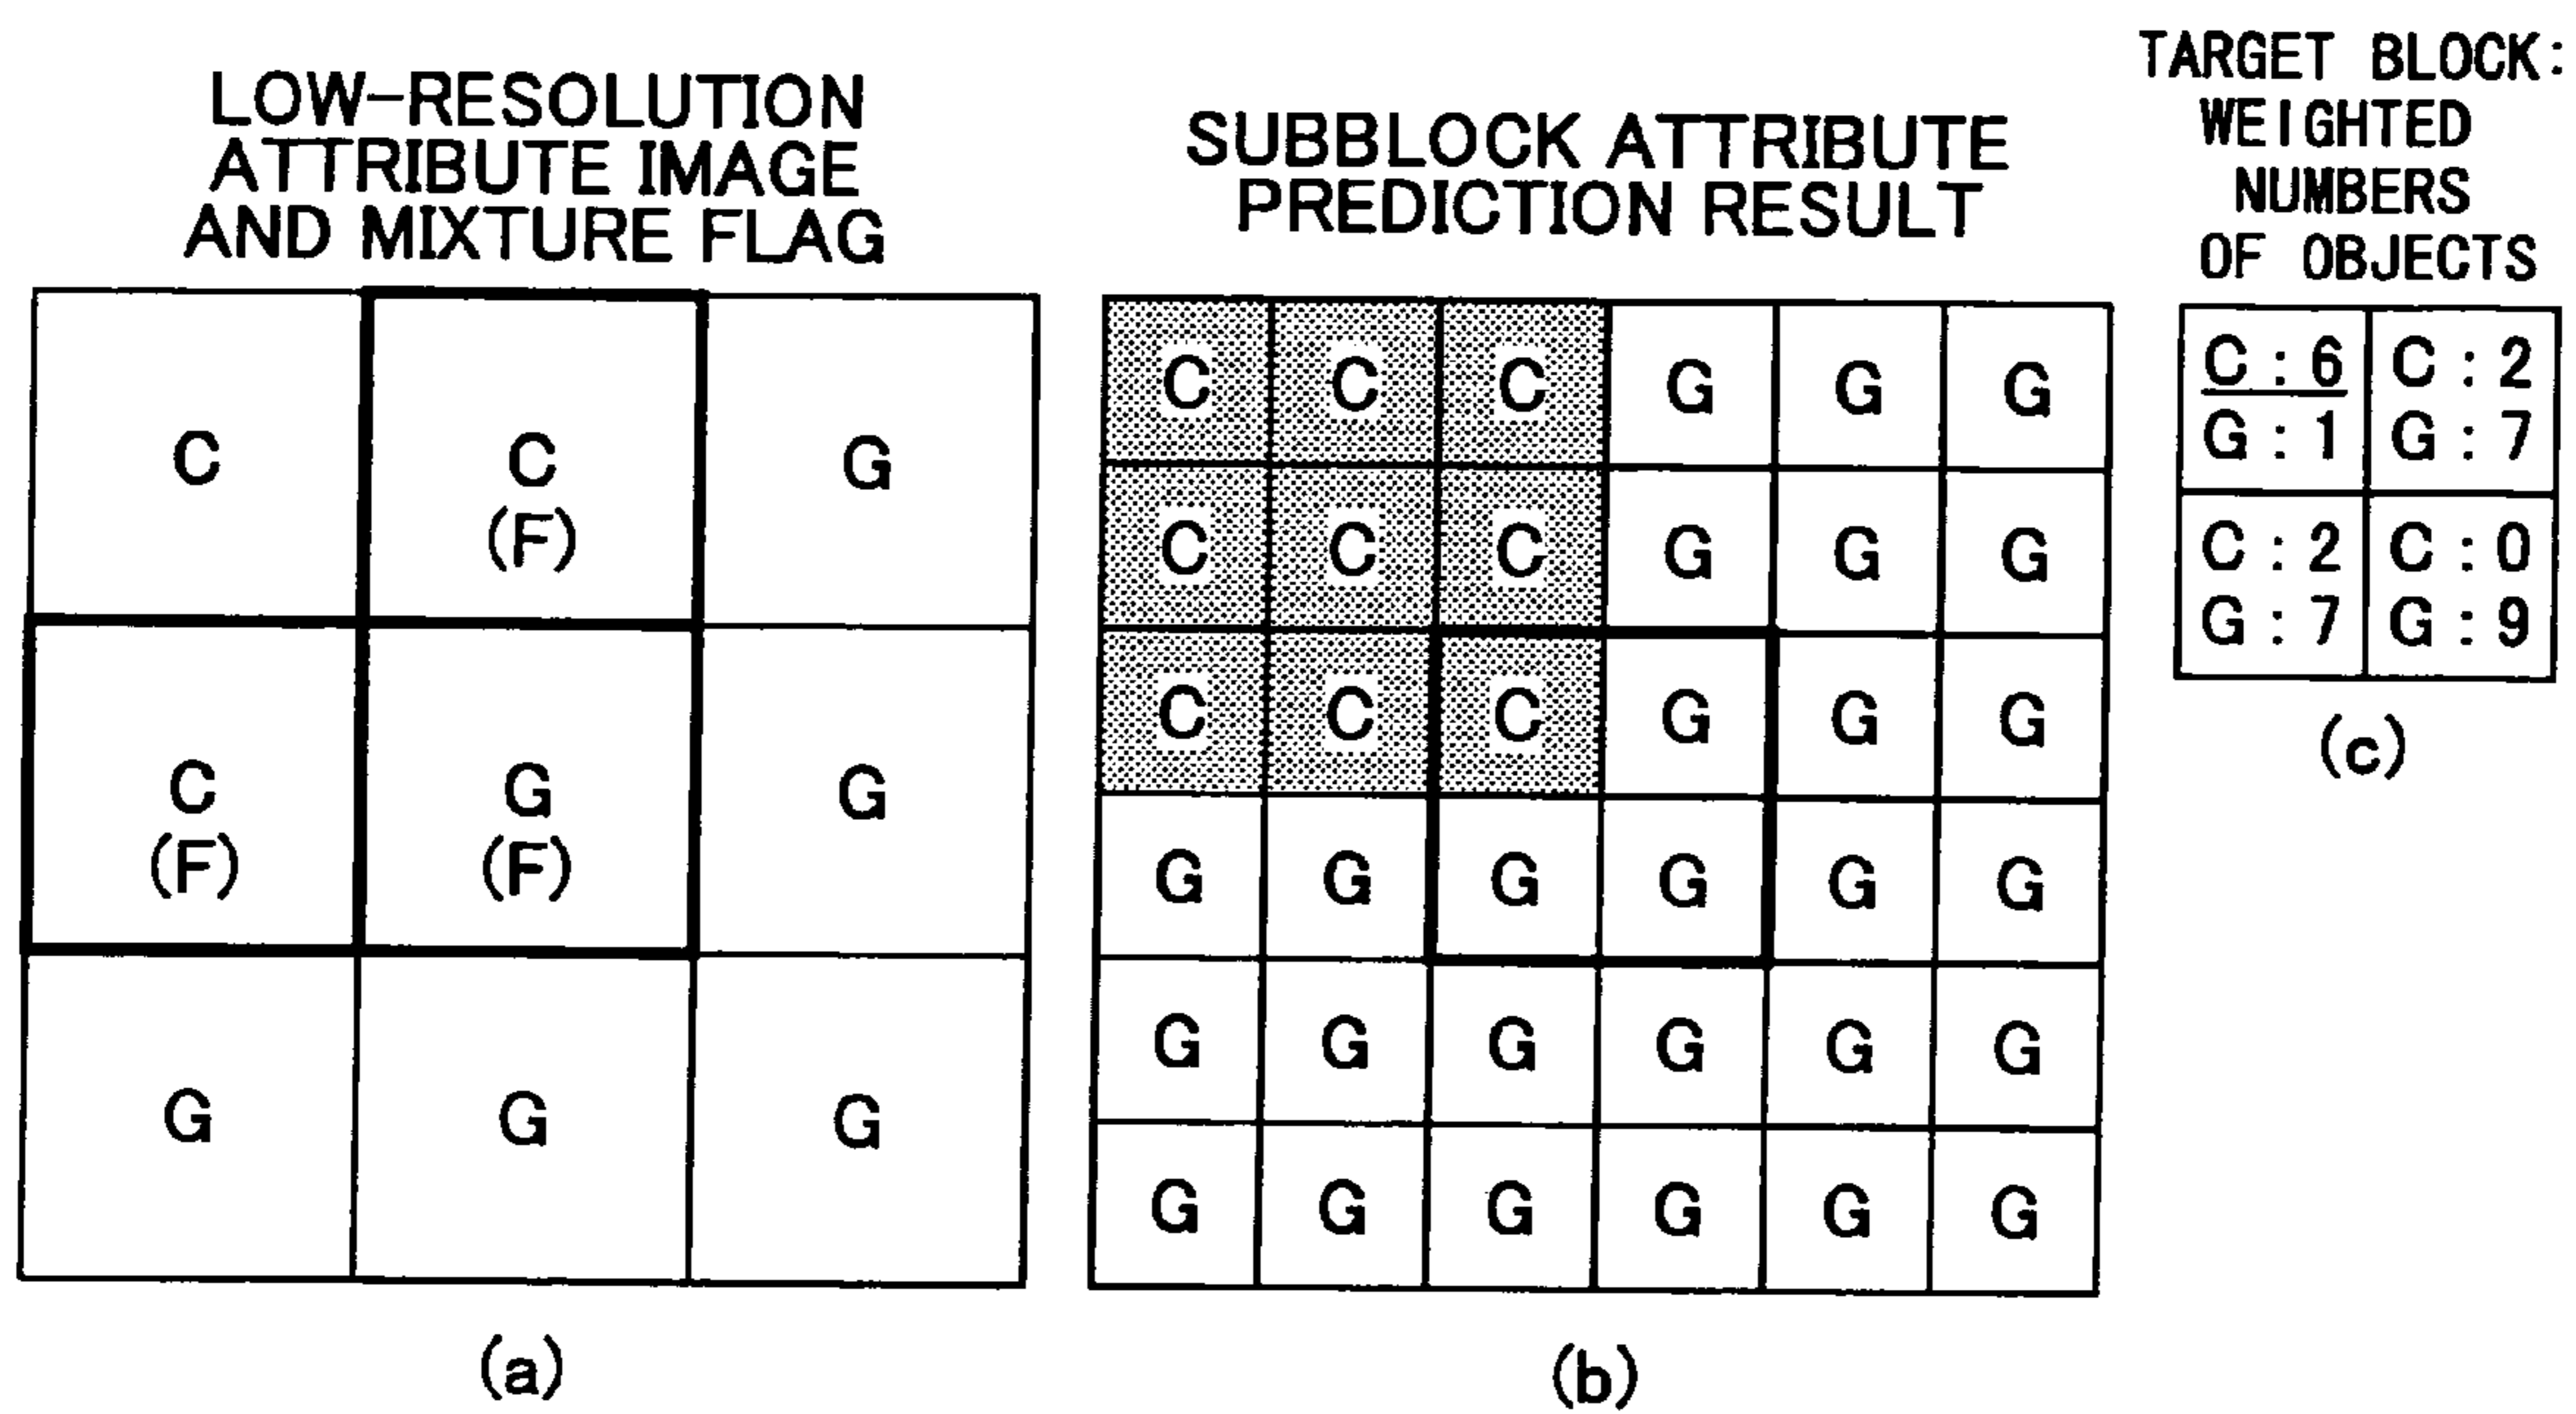 LOW-RESOLUTION
ATTRIBUTE IMAGE
AND MIXTURE FLAG
C C G
(F)
C G G
(F) (F)
G G G
(a)
SUBBLOCK ATTRIBUTE
PREDICTION RESULT
C C C G G G
C C C G G G
C C C G G G
G G G G G G
G G G G G G
G G G G G G
(b)
TARGET BLOCK:
WEIGHTED
NUMBERS
OF OBJECTS
C : 6 C : 2
G : 1 G : 7
C : 2 C : 0
G : 7 G : 9
(c)